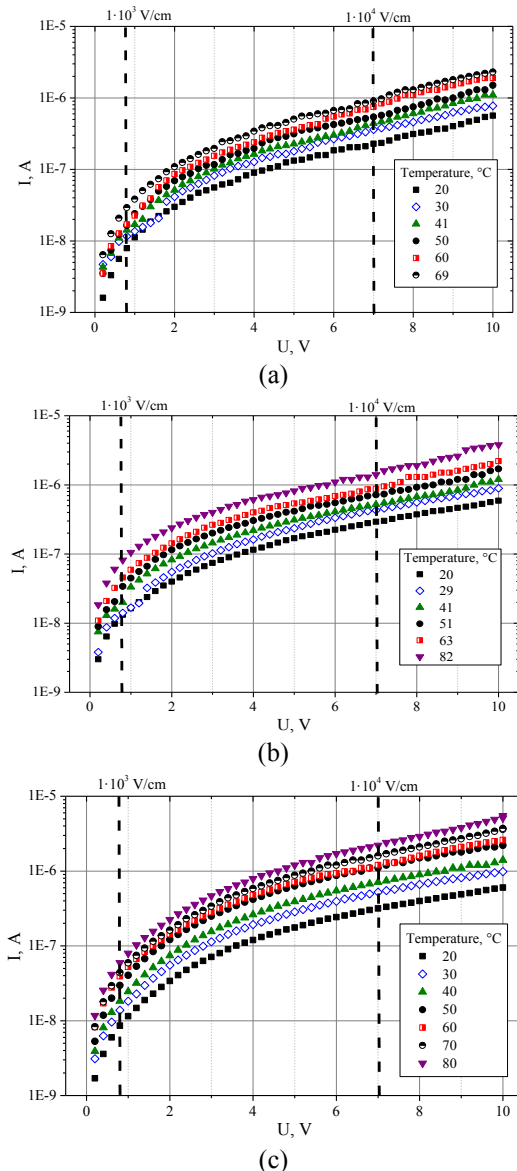 1·10³ V/cm 1·10⁴ V/cm
1E-5
1E-6
1E-7
1E-8
1E-9
I, A
Temperature, °C
20
30
41
50
60
69
0 2 4 6 8 10
U, V
(a)
1·10³ V/cm 1·10⁴ V/cm
1E-5
1E-6
1E-7
1E-8
1E-9
I, A
Temperature, °C
20
29
41
51
63
82
0 2 4 6 8 10
U, V
(b)
1·10³ V/cm 1·10⁴ V/cm
1E-5
1E-6
1E-7
1E-8
1E-9
I, A
Temperature, °C
20
30
40
50
60
70
80
0 2 4 6 8 10
U, V
(c)